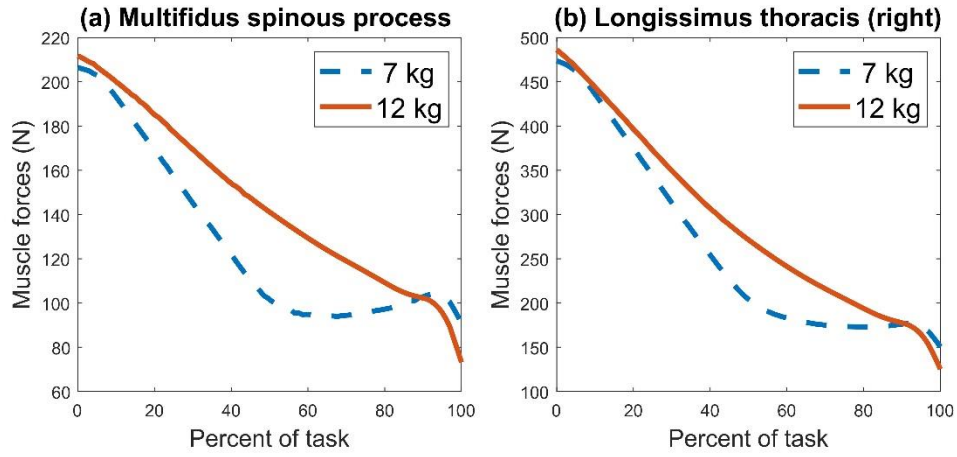 (a) Multifidus spinous process
220
200
180
160
140
120
100
80
60
Muscle forces (N)
7 kg
12 kg
0 20 40 60 80 100
Percent of task
(b) Longissimus thoracis (right)
500
450
400
350
300
250
200
150
100
Muscle forces (N)
7 kg
12 kg
0 20 40 60 80 100
Percent of task